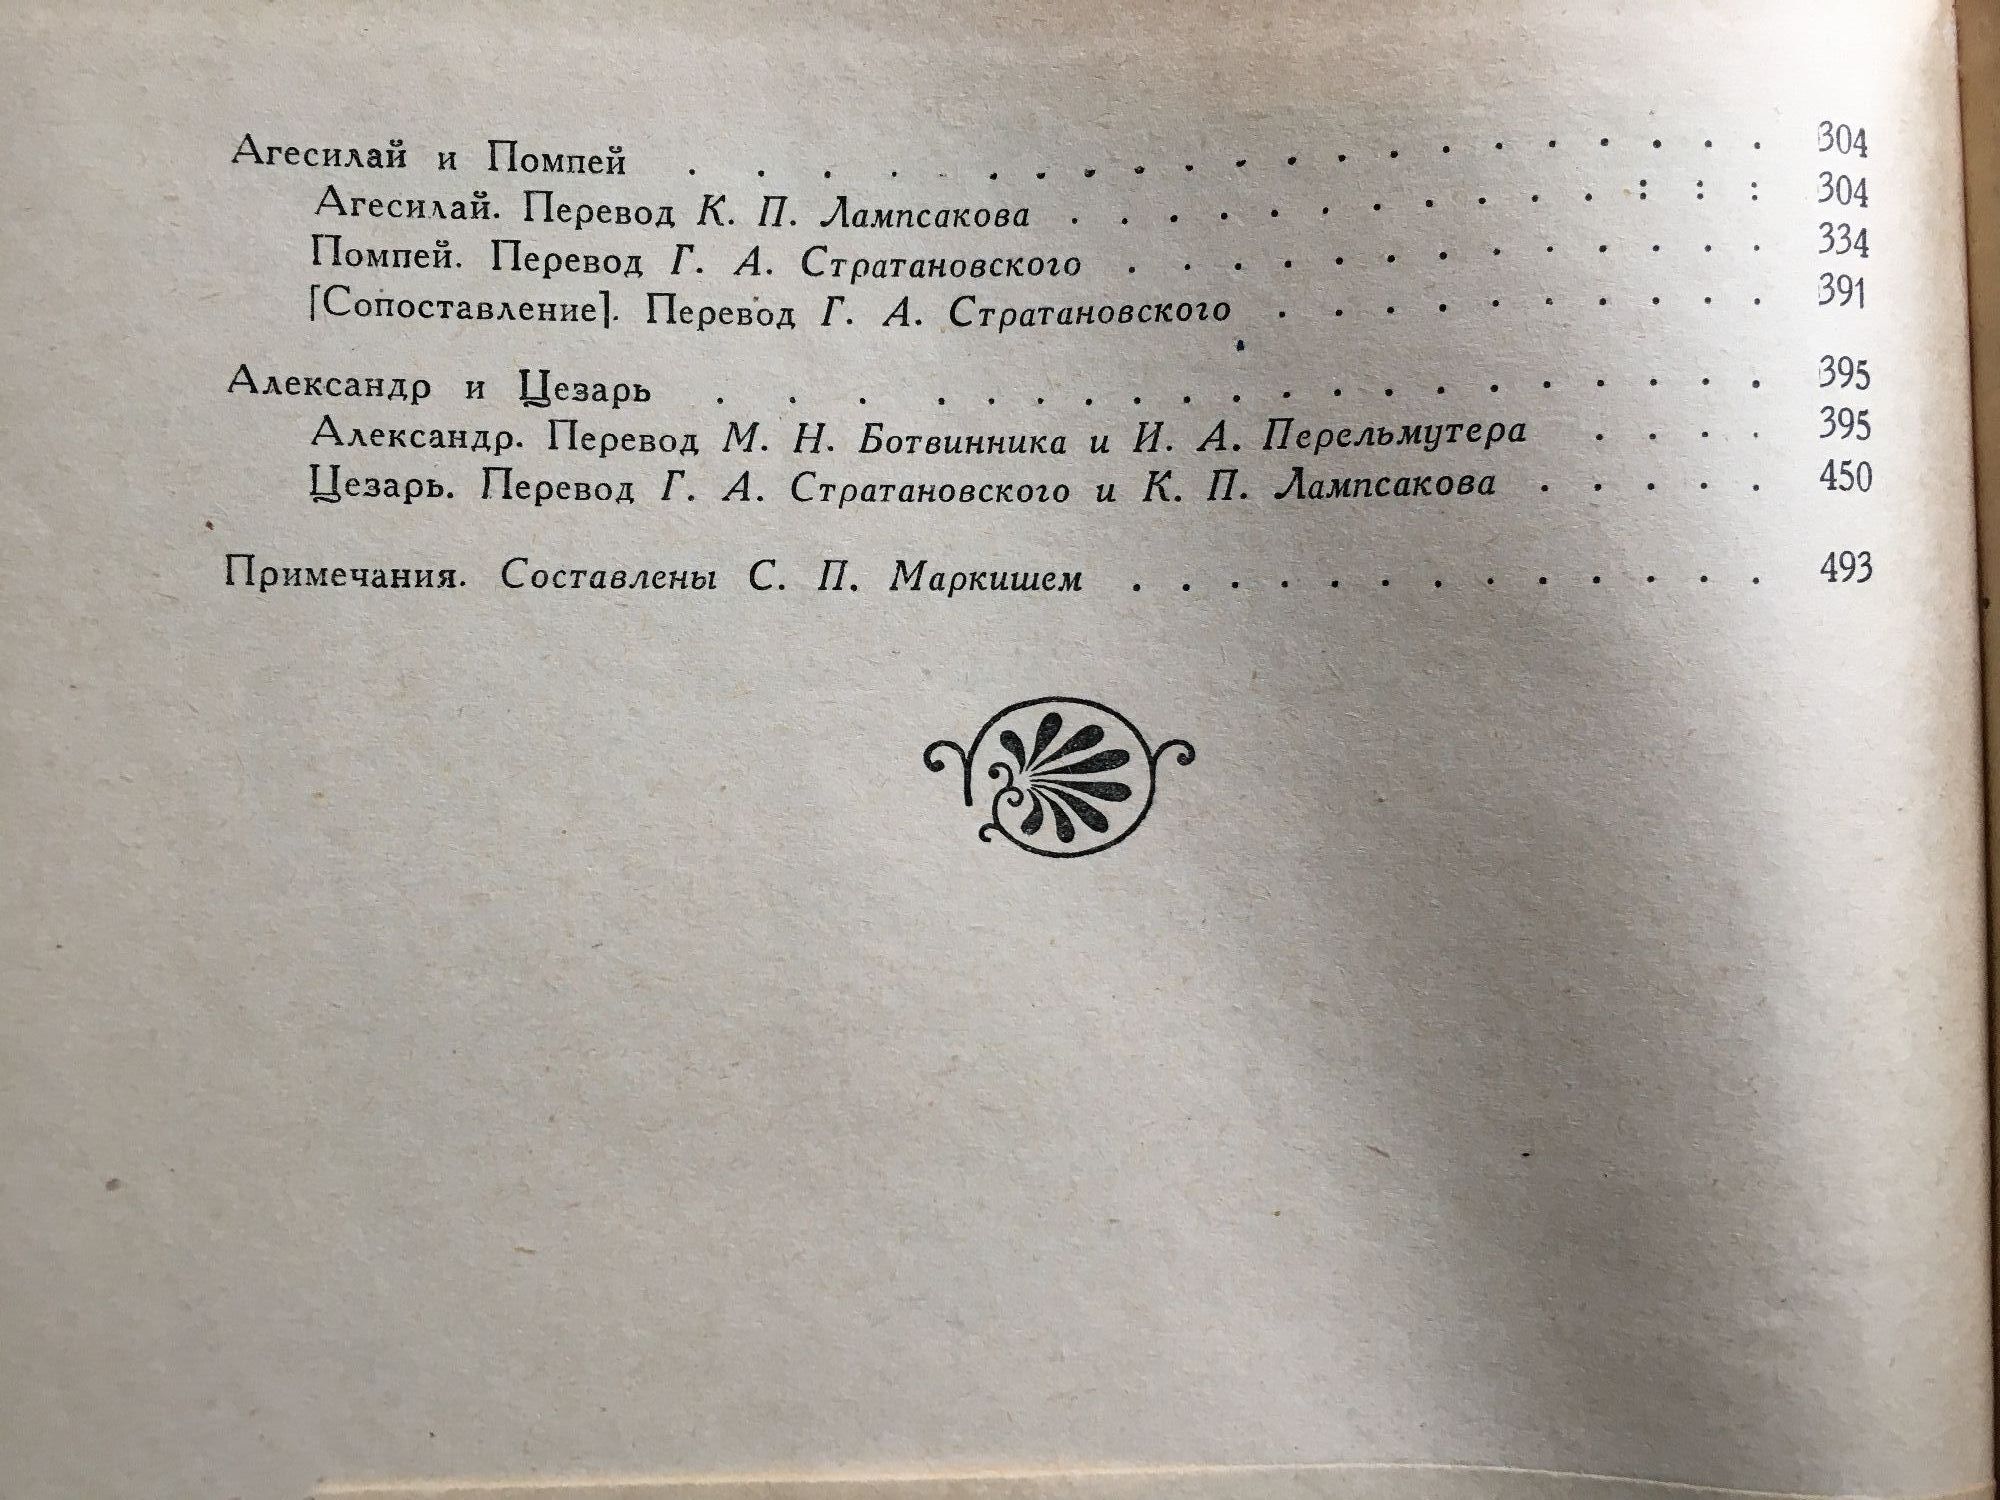 Агесилай и Помпей . . . . . . . . . . . . . . . . . . . 304
Агесилай. Перевод К. П. Лампсакова . . . . . . . . . . . . . . 304
Помпей. Перевод Г. А. Стратановского . . . . . . . . . . . . . 334
[Сопоставление]. Перевод Г. А. Стратановского . . . . . . . . . . 391
Александр и Цезарь . . . . . . . . . . . . . . . . . . . 395
Александр. Перевод М. Н. Ботвинника и И. А. Перельмутера . . . . 395
Цезарь. Перевод Г. А. Стратановского и К. П. Лампсакова . . . . . 450
Примечания. Составлены С. П. Маркишем . . . . . . . . . . . . . 493